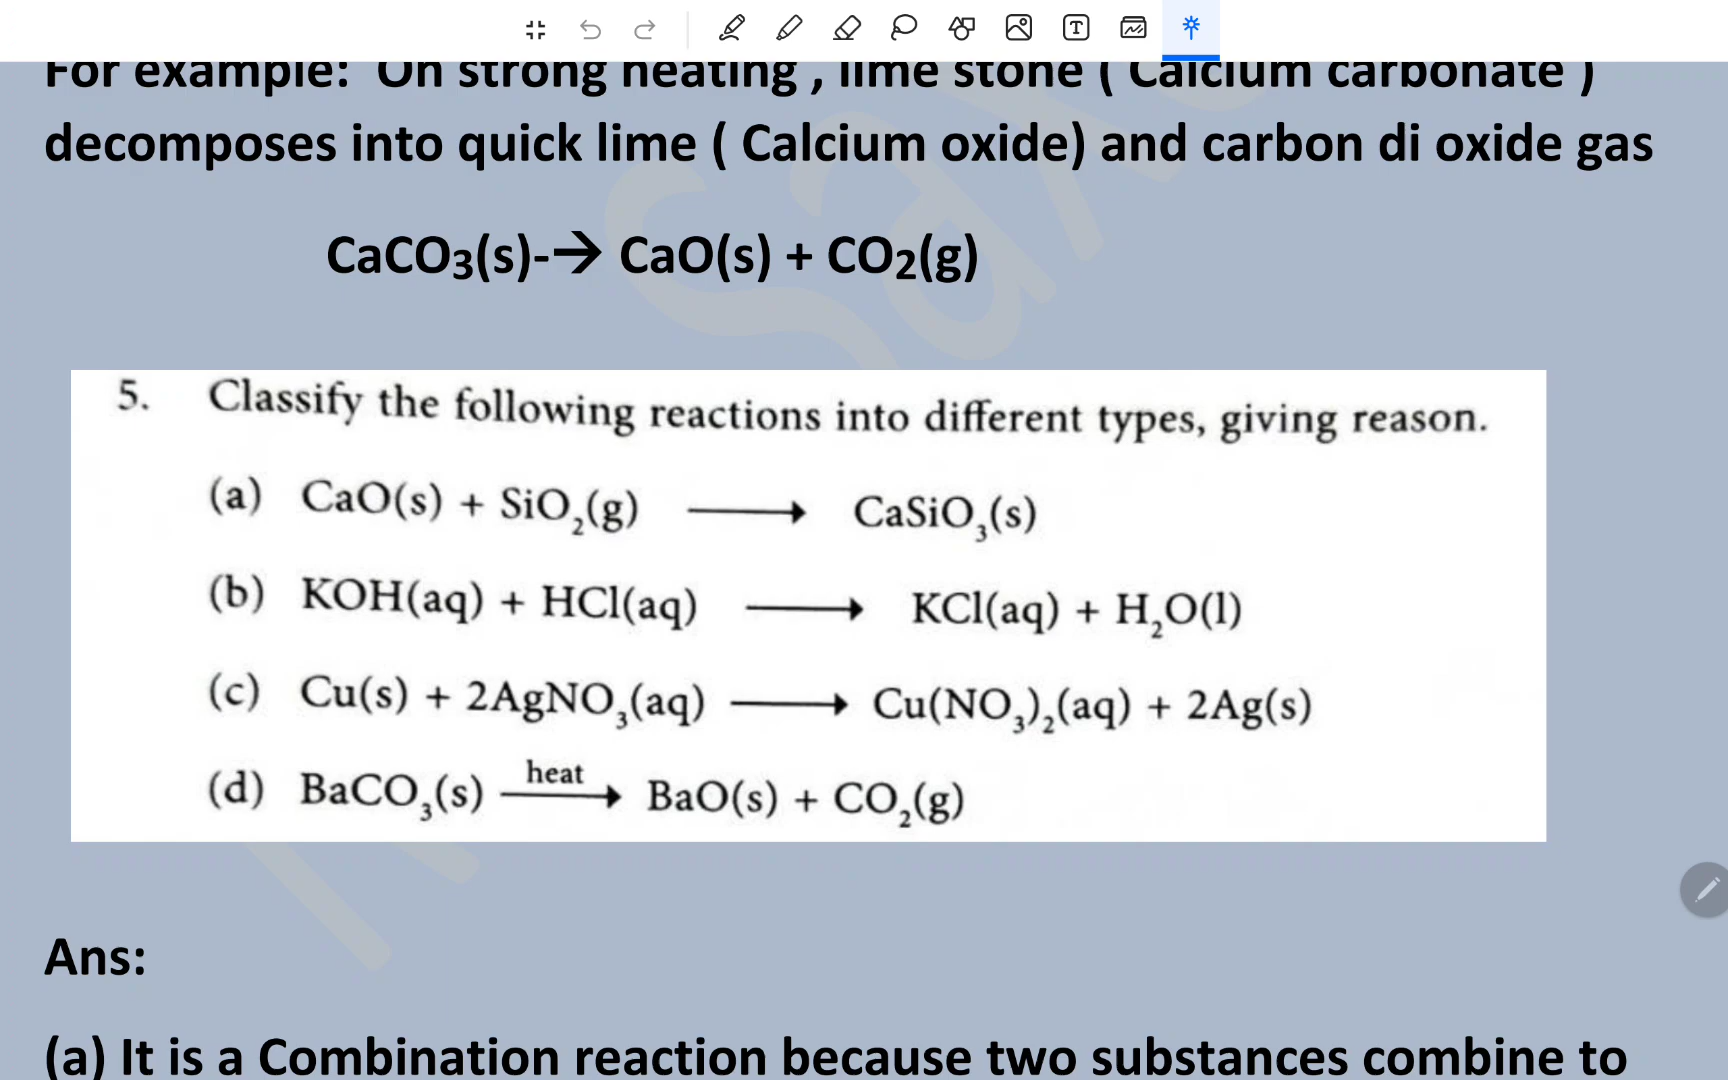 For example: On strong heating , lime stone ( Calcium carbonate )
decomposes into quick lime ( Calcium oxide) and carbon di oxide gas
CaCO3(s)-→ CaO(s) + CO2(g)
5. Classify the following reactions into different types, giving reason.
(a) CaO(s) + SiO₂(g) ⟶ CaSiO₃(s)
(b) KOH(aq) + HCl(aq) ⟶ KCl(aq) + H₂O(l)
(c) Cu(s) + 2AgNO₃(aq) ⟶ Cu(NO₃)₂(aq) + 2Ag(s)
(d) BaCO₃(s) heat ⟶ BaO(s) + CO₂(g)
Ans:
(a) It is a Combination reaction because two substances combine to